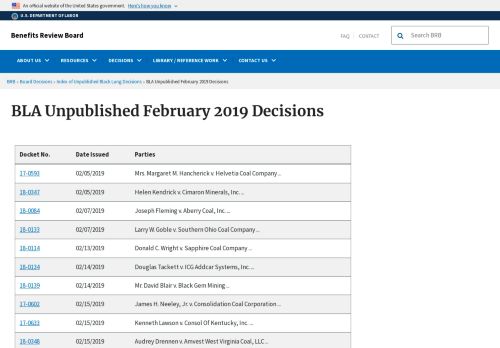 An official website of the United States government. Here's how you know
U.S. DEPARTMENT OF LABOR
Benefits Review Board
FAQ CONTACT
Search BRB
ABOUT US RESOURCES DECISIONS LIBRARY / REFERENCE WORK CONTACT US
BRB » Board Decisions » Index of Unpublished Black Lung Decisions » BLA Unpublished February 2019 Decisions
BLA Unpublished February 2019 Decisions
Docket No. Date Issued Parties
17-0593 02/05/2019 Mrs. Margaret M. Hancherick v. Helvetia Coal Company ...
18-0347 02/05/2019 Helen Kendrick v. Cimaron Minerals, Inc. ...
18-0084 02/07/2019 Joseph Fleming v. Aberry Coal, Inc. ...
18-0133 02/07/2019 Larry W. Goble v. Southern Ohio Coal Company ...
18-0114 02/13/2019 Donald C. Wright v. Sapphire Coal Company ...
18-0134 02/14/2019 Douglas Tackett v. ICG Addcar Systems, Inc. ...
18-0139 02/14/2019 Mr. David Blair v. Black Gem Mining ...
17-0602 02/15/2019 James H. Neeley, Jr. v. Consolidation Coal Corporation ...
17-0633 02/15/2019 Kenneth Lawson v. Consol Of Kentucky, Inc. ...
18-0348 02/15/2019 Audrey Drennen v. Amvest West Virginia Coal, LLC ...